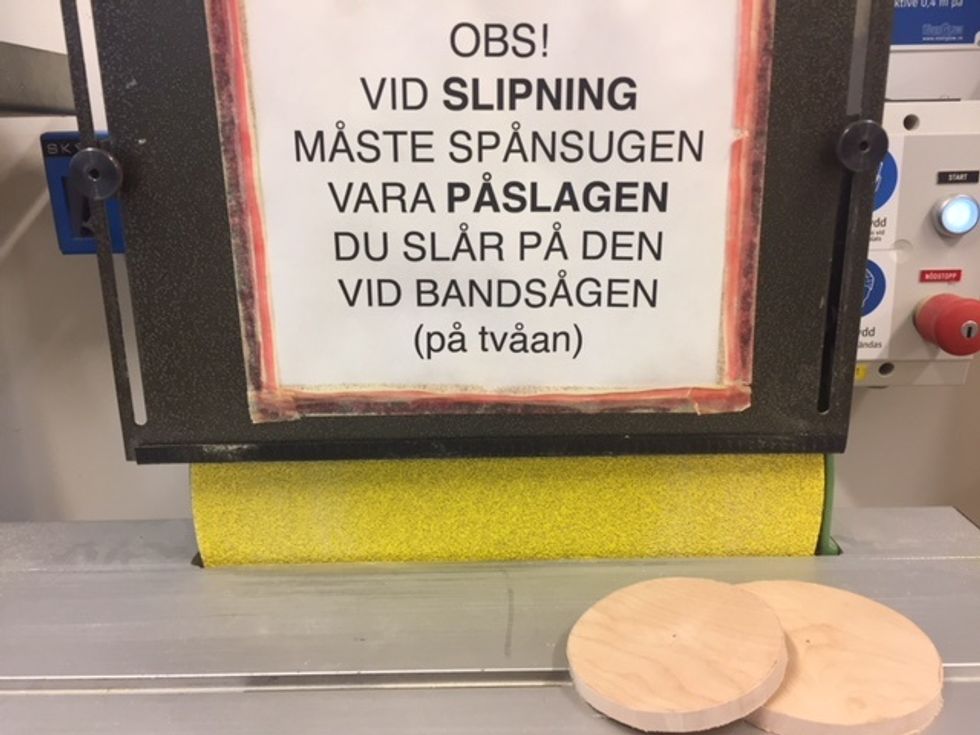 OBS!
VID SLIPNING
MÅSTE SPÅNSUGEN
VARA PÅSLAGEN
DU SLÅR PÅ DEN
VID BANDSÅGEN
(på tvåan)
START
NÖDSTOPP